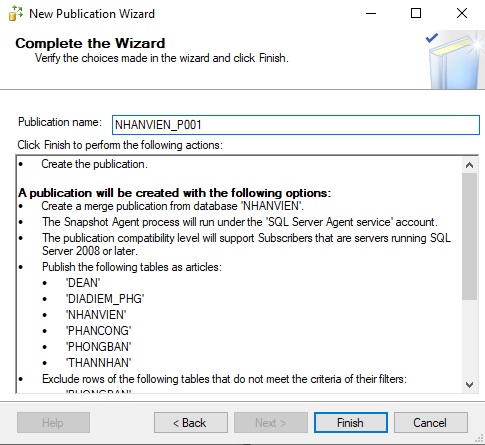 New Publication Wizard
Complete the Wizard
Verify the choices made in the wizard and click Finish.
Publication name: NHANVIEN_P001
Click Finish to perform the following actions:
• Create the publication.
A publication will be created with the following options:
• Create a merge publication from database 'NHANVIEN'.
• The Snapshot Agent process will run under the 'SQL Server Agent service' account.
• The publication compatibility level will support Subscribers that are servers running SQL
Server 2008 or later.
• Publish the following tables as articles:
• 'DEAN'
• 'DIADIEM_PHG'
• 'NHANVIEN'
• 'PHANCONG'
• 'PHONGBAN'
• 'THANNHAN'
• Exclude rows of the following tables that do not meet the criteria of their filters:
• 'PHONGBAN'
Help
< Back
Next >
Finish
Cancel